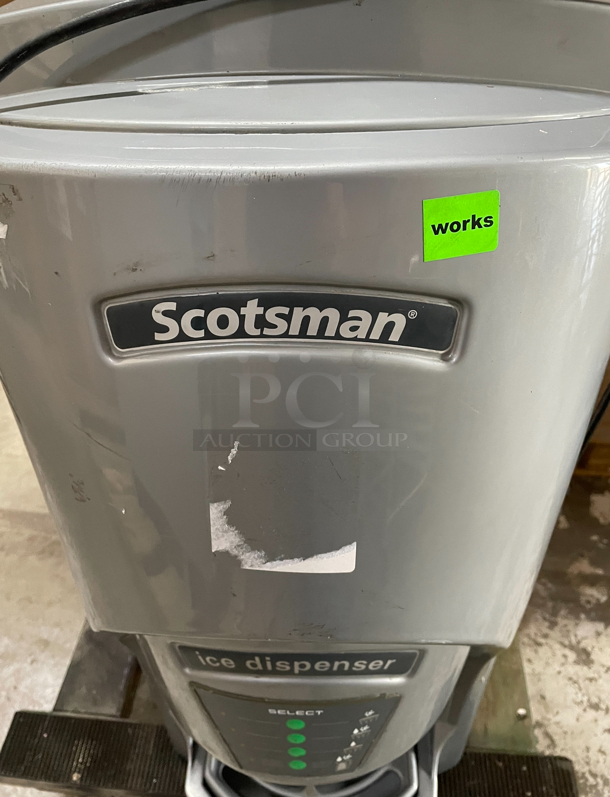 works
Scotsman®
PCI
AUCTION GROUP
ice dispenser
SELECT